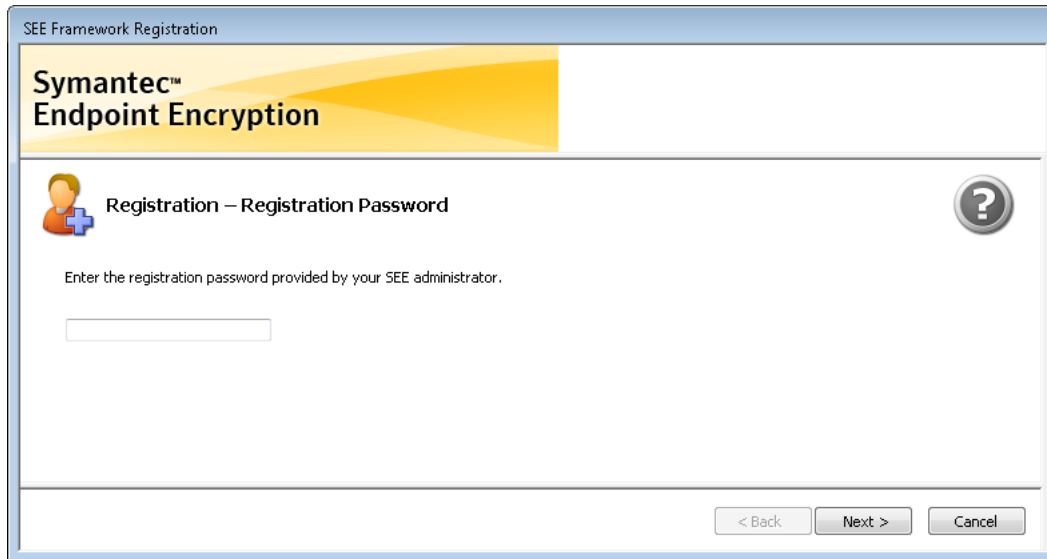 SEE Framework Registration
Symantec™
Endpoint Encryption
Registration – Registration Password
?
Enter the registration password provided by your SEE administrator.
< Back
Next >
Cancel